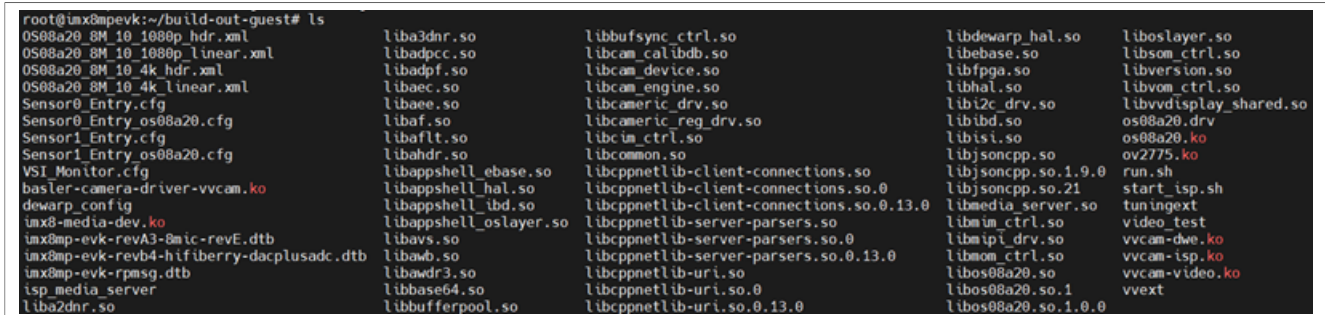 root@imx8mpevk:~/build-out-guest# ls
OS08a20_8M_10_1080p_hdr.xml liba3dnr.so libbufsync_ctrl.so libdewarp_hal.so liboslayer.so
OS08a20_8M_10_1080p_linear.xml libadpcc.so libcam_calibdb.so libebase.so libsom_ctrl.so
OS08a20_8M_10_4k_hdr.xml libadpf.so libcam_device.so libfpga.so libversion.so
OS08a20_8M_10_4k_linear.xml libaec.so libcam_engine.so libhal.so libvom_ctrl.so
Sensor0_Entry.cfg libaee.so libcameric_drv.so libi2c_drv.so libvvdisplay_shared.so
Sensor0_Entry_os08a20.cfg libaf.so libcameric_reg_drv.so libibd.so os08a20.drv
Sensor1_Entry.cfg libaflt.so libcim_ctrl.so libisi.so os08a20.ko
Sensor1_Entry_os08a20.cfg libahdr.so libcommon.so libjsoncpp.so ov2775.ko
VSI_Monitor.cfg libappshell_ebase.so libcppnetlib-client-connections.so libjsoncpp.so.1.9.0 run.sh
basler-camera-driver-vvcam.ko libappshell_hal.so libcppnetlib-client-connections.so.0 libjsoncpp.so.21 start_isp.sh
dewarp_config libappshell_ibd.so libcppnetlib-client-connections.so.0.13.0 libmedia_server.so tuningext
imx8-media-dev.ko libappshell_oslayer.so libcppnetlib-server-parsers.so libmim_ctrl.so video_test
imx8mp-evk-revA3-8mic-revE.dtb libavs.so libcppnetlib-server-parsers.so.0 libmipi_drv.so vvcam-dwe.ko
imx8mp-evk-revb4-hifiberry-dacplusadc.dtb libawb.so libcppnetlib-server-parsers.so.0.13.0 libmom_ctrl.so vvcam-isp.ko
imx8mp-evk-rpmsg.dtb libawdr3.so libcppnetlib-uri.so libos08a20.so vvcam-video.ko
isp_media_server libbase64.so libcppnetlib-uri.so.0 libos08a20.so.1 vvext
liba2dnr.so libbufferpool.so libcppnetlib-uri.so.0.13.0 libos08a20.so.1.0.0